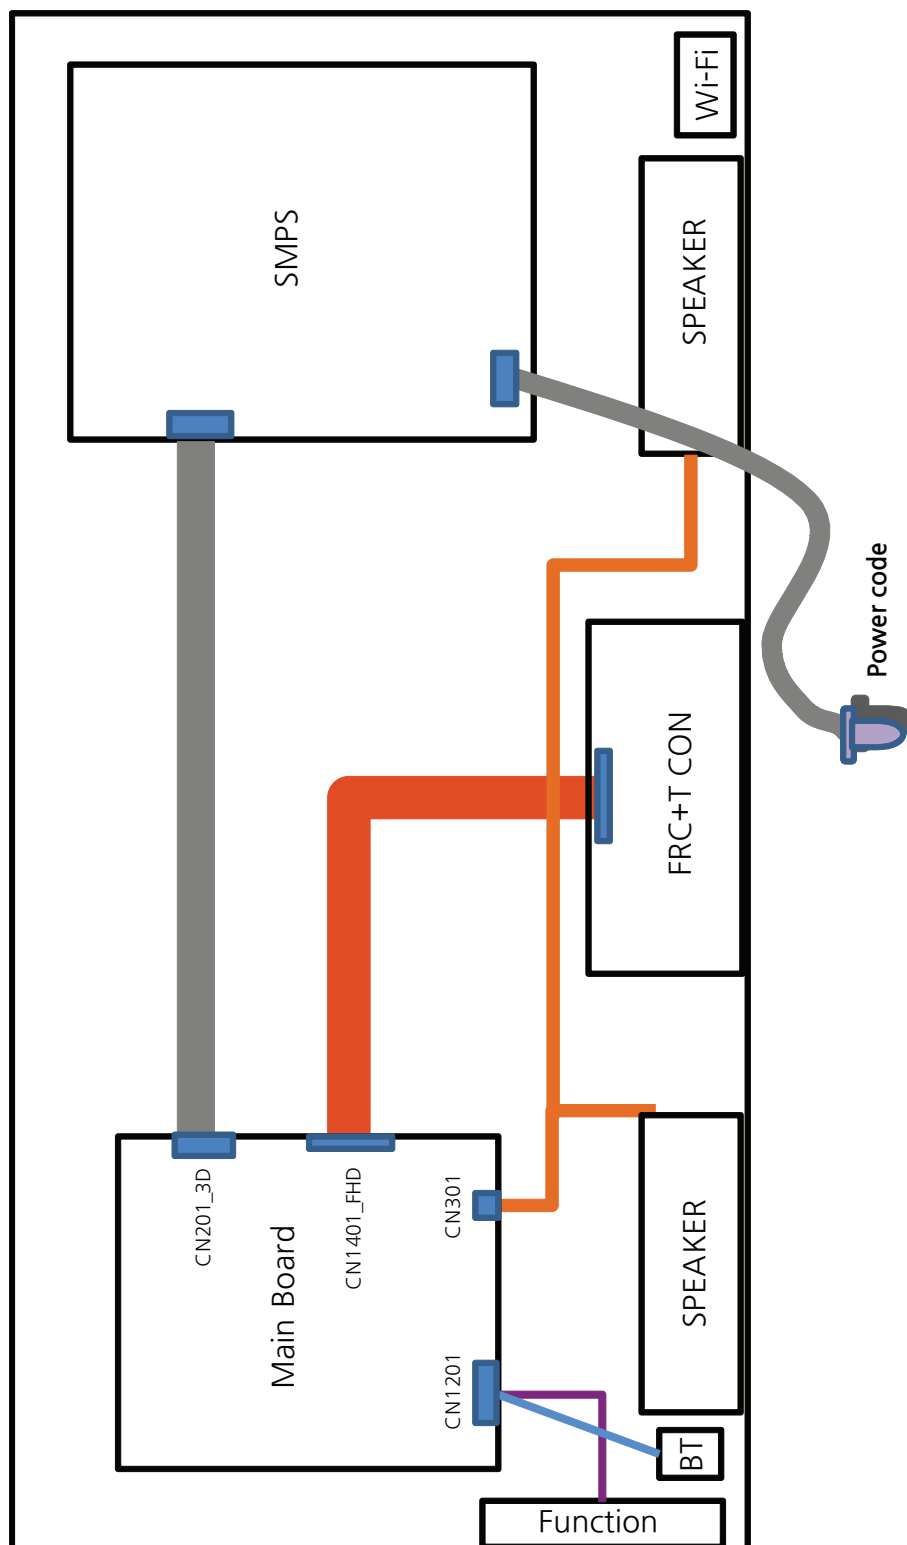 Wi-Fi
SMPS
SPEAKER
Power code
FRC+T CON
CN201_3D
CN1401_FHD
CN301
Main Board
SPEAKER
CN1201
BT
Function